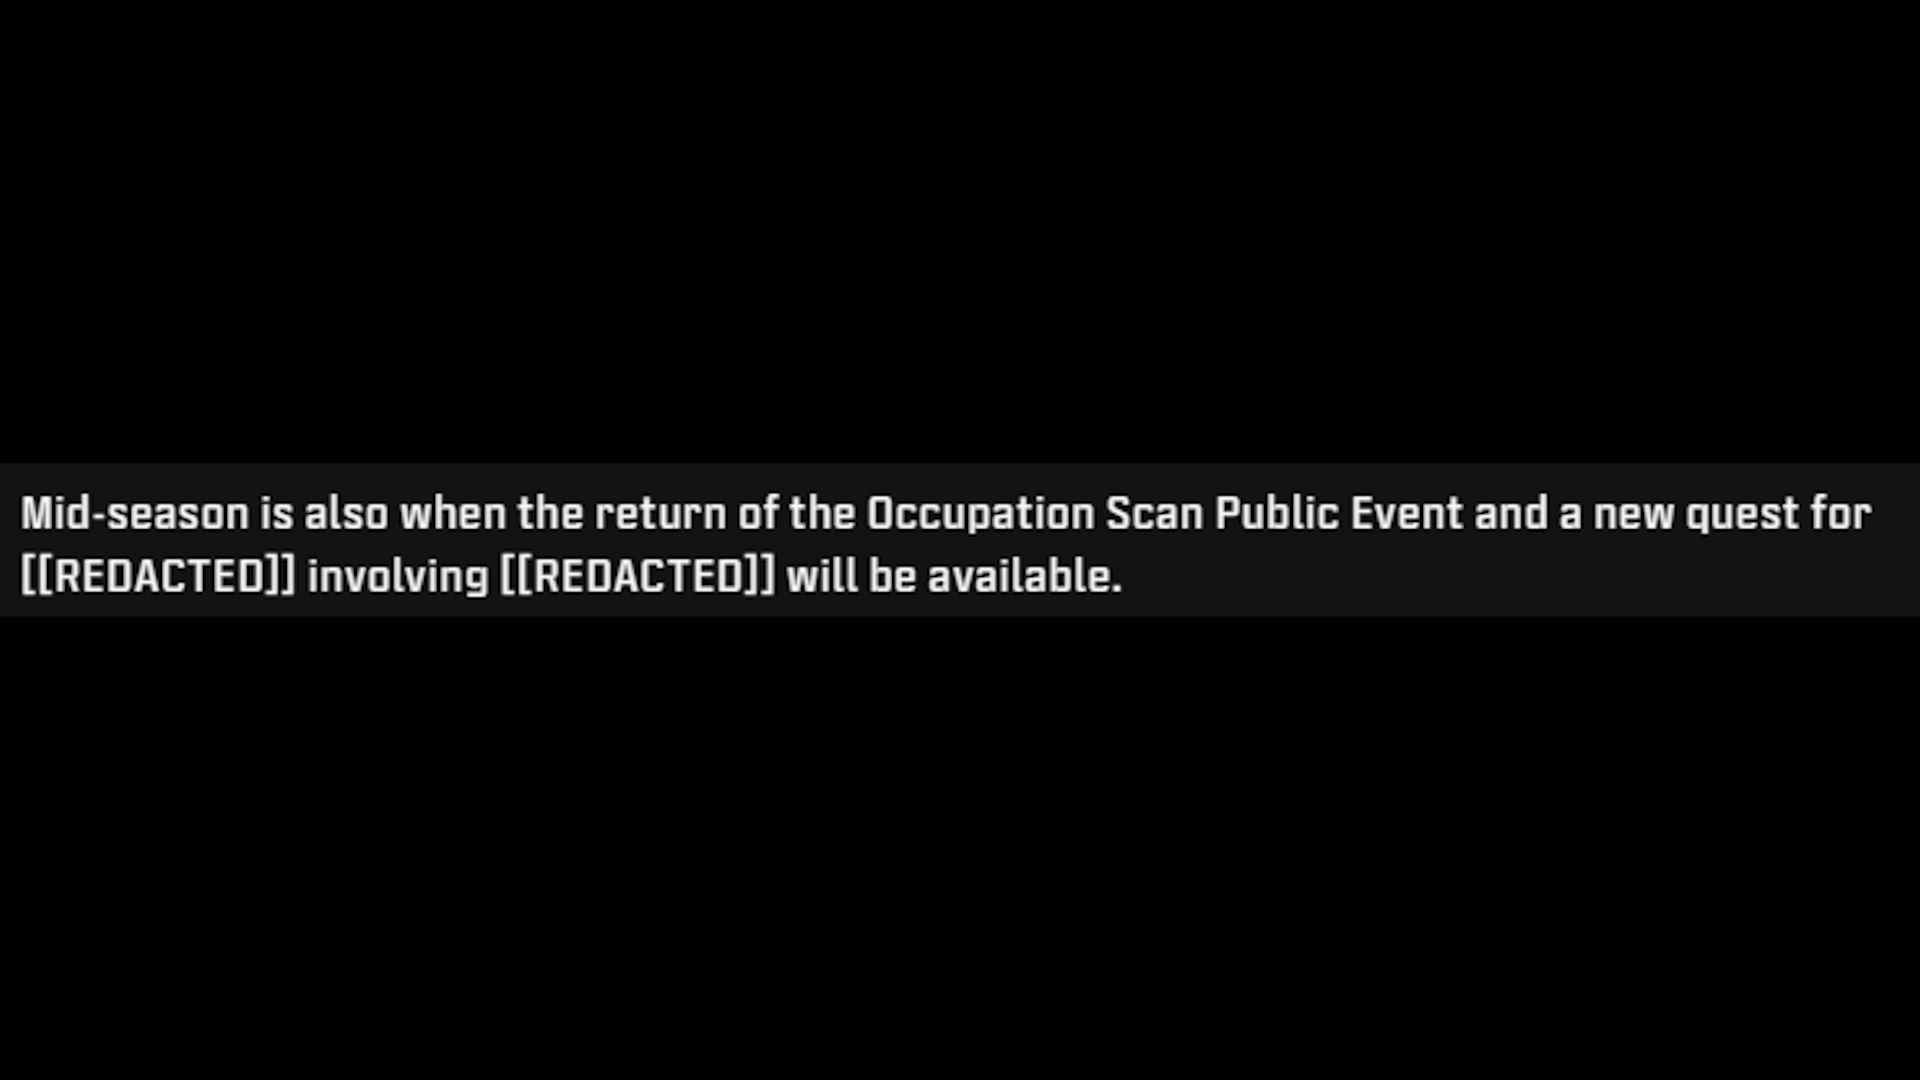 Mid-season is also when the return of the Occupation Scan Public Event and a new quest for
[[REDACTED]] involving [[REDACTED]] will be available.